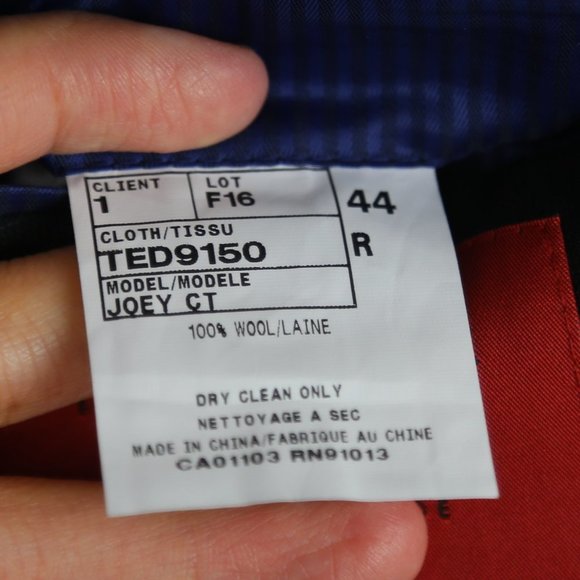 CLIENT LOT
1 F16 44
CLOTH/TISSU
TED9150 R
MODEL/MODELE
JOEY CT
100% WOOL/LAINE
DRY CLEAN ONLY
NETTOYAGE A SEC
MADE IN CHINA/FABRIQUE AU CHINE
CA01103 RN91013